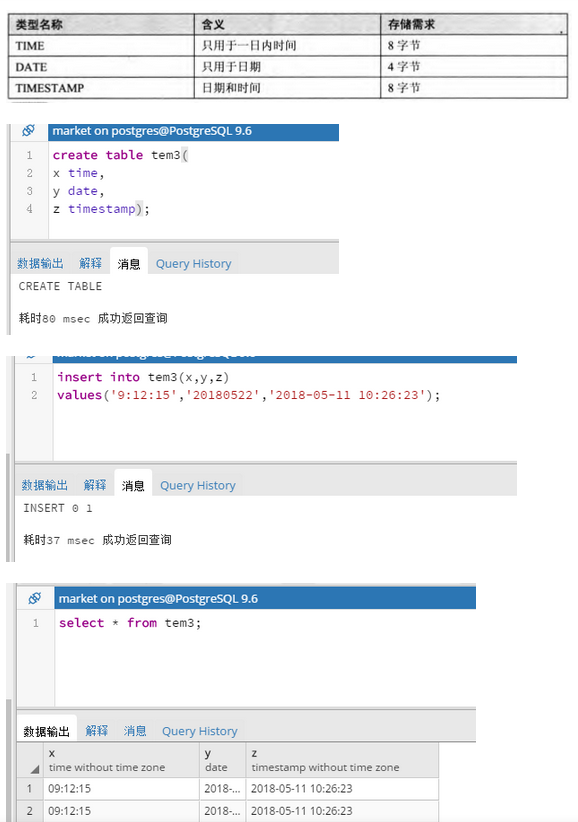 类型名称 含义 存储需求
TIME 只用于一日内时间 8 字节
DATE 只用于日期 4 字节
TIMESTAMP 日期和时间 8 字节
market on postgres@PostgreSQL 9.6
1 create table tem3(
2 x time,
3 y date,
4 z timestamp);
数据输出 解释 消息 Query History
CREATE TABLE
耗时80 msec 成功返回查询
1 insert into tem3(x,y,z)
2 values('9:12:15','20180522','2018-05-11 10:26:23');
数据输出 解释 消息 Query History
INSERT 0 1
耗时37 msec 成功返回查询
market on postgres@PostgreSQL 9.6
1 select * from tem3;
数据输出 解释 消息 Query History
x y z
time without time zone date timestamp without time zone
1 09:12:15 2018-... 2018-05-11 10:26:23
2 09:12:15 2018-... 2018-05-11 10:26:23